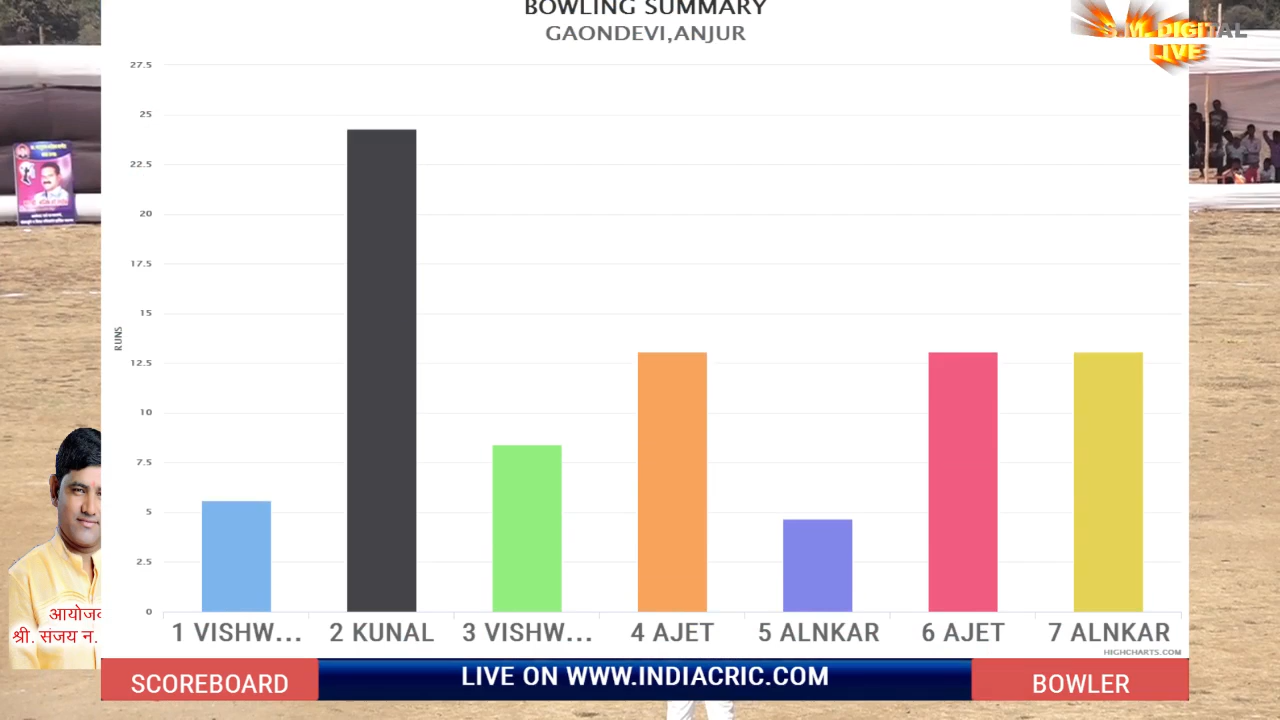 BOWLING SUMMARY
GAONDEVI,ANJUR
S.M. DIGITAL
LIVE
27.5
25
22.5
20
17.5
15
12.5
10
7.5
5
2.5
0
RUNS
1 VISHW... 2 KUNAL 3 VISHW... 4 AJET 5 ALNKAR 6 AJET 7 ALNKAR
HIGHCHARTS.COM
आयोज
श्री. संजय न.
SCOREBOARD LIVE ON WWW.INDIACRIC.COM BOWLER